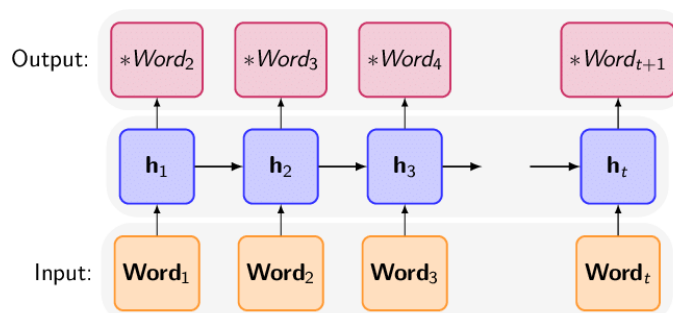 Output: *Word₂ *Word₃ *Word₄ *Wordₜ₊₁
h₁ h₂ h₃ hₜ
Input: Word₁ Word₂ Word₃ Wordₜ